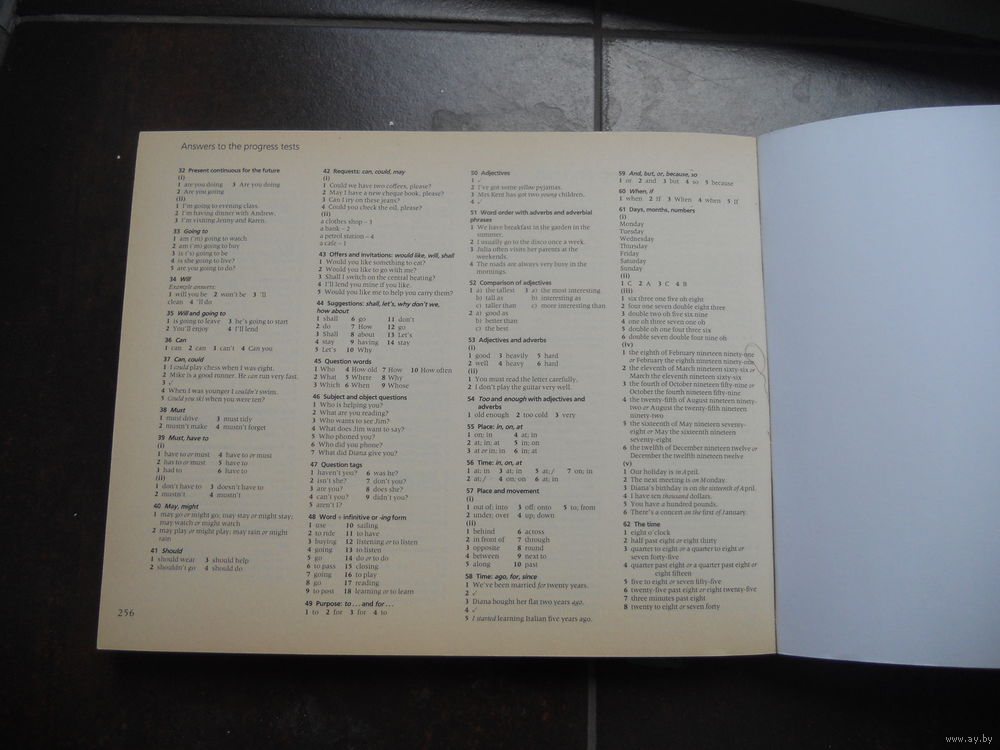 Answers to the progress tests
32 Present continuous for the future
(i)
1 are you doing 3 Are you doing
2 Are you going
(ii)
1 I'm going to evening class.
2 I'm having dinner with Andrew.
3 I'm visiting Jenny and Karen.
33 Going to
1 am ('m) going to watch
2 am ('m) going to buy
3 is ('s) going to be
4 is she going to live?
5 are you going to do?
34 Will
Example answers
1 will you be 2 won't be 3 'll
clean 4 'll do
35 Will and going to
1 is going to leave 3 he's going to start
2 You'll enjoy 4 I'll lend
36 Can
1 can 2 can 3 can't 4 Can you
37 Can, could
1 I could play chess when I was eight.
2 Mike is a good runner. He can run very fast.
3 ✓
4 When I was younger I couldn't swim.
5 Could you ski when you were ten?
38 Must
1 must drive 3 must tidy
2 mustn't make 4 mustn't forget
39 Must, have to
(i)
1 have to or must 4 have to or must
2 has to or must 5 have to
3 had to 6 have to
(ii)
1 don't have to 3 doesn't have to
2 mustn't 4 mustn't
40 May, might
1 may go or might go; may stay or might stay;
may watch or might watch
2 may play or might play; may rain or might
rain
41 Should
1 should wear 3 should help
2 shouldn't go 4 should do
256
42 Requests: can, could, may
(i)
1 Could we have two coffees, please?
2 May I have a new cheque book, please?
3 Can I try on these jeans?
4 Could you check the oil, please?
(ii)
a clothes shop – 3
a bank – 2
a petrol station – 4
a cafe – 1
43 Offers and invitations: would like, will, shall
1 Would you like something to eat?
2 Would you like to go with me?
3 Shall I switch on the central heating?
4 I'll lend you mine if you like.
5 Would you like me to help you carry them?
44 Suggestions: shall, let's, why don't we,
how about
1 shall 6 go 11 don't
2 do 7 How 12 go
3 Shall 8 about 13 Let's
4 stay 9 having 14 stay
5 Let's 10 Why
45 Question words
1 Who 4 How old 7 How 10 How often
2 What 5 Where 8 Why
3 Which 6 When 9 Whose
46 Subject and object questions
1 Who is helping you?
2 What are you reading?
3 Who wants to see Jim?
4 What does Jim want to say?
5 Who phoned you?
6 Who did you phone?
7 What did Diana give you?
47 Question tags
1 haven't you? 6 was he?
2 isn't she? 7 don't you?
3 are you? 8 does she?
4 can't you? 9 didn't you?
5 aren't I?
48 Word + infinitive or -ing form
1 use 10 sailing
2 to ride 11 to have
3 buying 12 listening or to listen
4 going 13 to listen
5 go 14 do or to do
6 to pass 15 closing
7 going 16 to play
8 go 17 reading
9 to post 18 learning or to learn
49 Purpose: to . . . and for . . .
1 to 2 for 3 for 4 to
50 Adjectives
1 ✓
2 I've got some yellow pyjamas.
3 Mrs Kent has got two young children.
4 ✓
51 Word order with adverbs and adverbial
phrases
1 We have breakfast in the garden in the
summer.
2 I usually go to the disco once a week.
3 Julia often visits her parents at the
weekends.
4 The roads are always very busy in the
mornings.
52 Comparison of adjectives
1 a) the tallest 3 a) the most interesting
b) tall as b) interesting as
c) taller than c) more interesting than
2 a) good as
b) better than
c) the best
53 Adjectives and adverbs
(i)
1 good 3 heavily 5 hard
2 well 4 heavy 6 hard
(ii)
1 You must read the letter carefully.
2 I don't play the guitar very well.
54 Too and enough with adjectives and
adverbs
1 old enough 2 too cold 3 very
55 Place: in, on, at
1 on; in 4 at; in
2 at; in; at 5 in; on
3 at or in; in 6 in; at
56 Time: in, on, at
1 at; in 3 at; in 5 at; / 7 on; in
2 at; / 4 on; on 6 at; in
57 Place and movement
(i)
1 out of; into 3 off; onto 5 to; from
2 under; over 4 up; down
(ii)
1 behind 6 across
2 in front of 7 through
3 opposite 8 round
4 between 9 next to
5 along 10 past
58 Time: ago, for, since
1 We've been married for twenty years.
2 ✓
3 Diana bought her flat two years ago.
4 ✓
5 I started learning Italian five years ago.
59 And, but, or, because, so
1 or 2 and 3 but 4 so 5 because
60 When, if
1 when 2 If 3 When 4 when 5 If
61 Days, months, numbers
(i)
Monday
Tuesday
Wednesday
Thursday
Friday
Saturday
Sunday
(ii)
1 C 2 A 3 C 4 B
(iii)
1 six three one five oh eight
2 four one seven double eight three
3 double two oh five six nine
4 one oh three seven one oh
5 double oh one four three six
6 double seven double four nine oh
(iv)
1 the eighth of February nineteen ninety-one
or February the eighth nineteen ninety-one
2 the eleventh of March nineteen sixty-six or
March the eleventh nineteen sixty-six
3 the fourth of October nineteen fifty-nine or
October the fourth nineteen fifty-nine
4 the twenty-fifth of August nineteen ninety-
two or August the twenty-fifth nineteen
ninety-two
5 the sixteenth of May nineteen seventy-
eight or May the sixteenth nineteen
seventy-eight
6 the twelfth of December nineteen twelve or
December the twelfth nineteen twelve
(v)
1 Our holiday is in April.
2 The next meeting is on Monday.
3 Diana's birthday is on the sixteenth of April.
4 I have ten thousand dollars.
5 You have a hundred pounds.
6 There's a concert on the first of January.
62 The time
1 eight o'clock
2 half past eight or eight thirty
3 quarter to eight or a quarter to eight or
seven forty-five
4 quarter past eight or a quarter past eight or
eight fifteen
5 five to eight or seven fifty-five
6 twenty-five past eight or eight twenty-five
7 three minutes past eight
8 twenty to eight or seven forty
www.ay.by